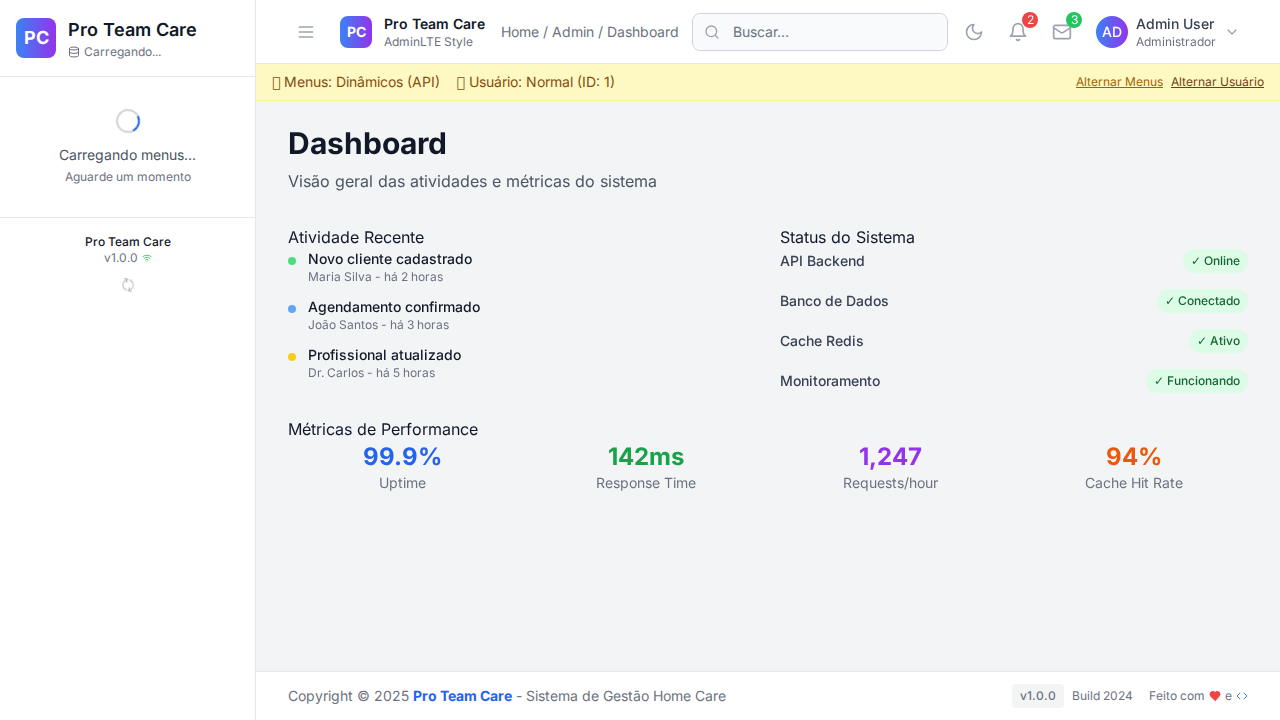 PC
Pro Team Care
Carregando...
Carregando menus...
Aguarde um momento
Pro Team Care
v1.0.0
PC
Pro Team Care
AdminLTE Style
Home / Admin / Dashboard
Buscar...
2
3
AD
Admin User
Administrador
Menus: Dinâmicos (API)
Usuário: Normal (ID: 1)
Alternar Menus
Alternar Usuário
Dashboard
Visão geral das atividades e métricas do sistema
Atividade Recente
Novo cliente cadastrado
Maria Silva - há 2 horas
Agendamento confirmado
João Santos - há 3 horas
Profissional atualizado
Dr. Carlos - há 5 horas
Status do Sistema
API Backend
✓ Online
Banco de Dados
✓ Conectado
Cache Redis
✓ Ativo
Monitoramento
✓ Funcionando
Métricas de Performance
99.9%
Uptime
142ms
Response Time
1,247
Requests/hour
94%
Cache Hit Rate
Copyright © 2025 Pro Team Care - Sistema de Gestão Home Care
v1.0.0
Build 2024
Feito com ❤ e <>